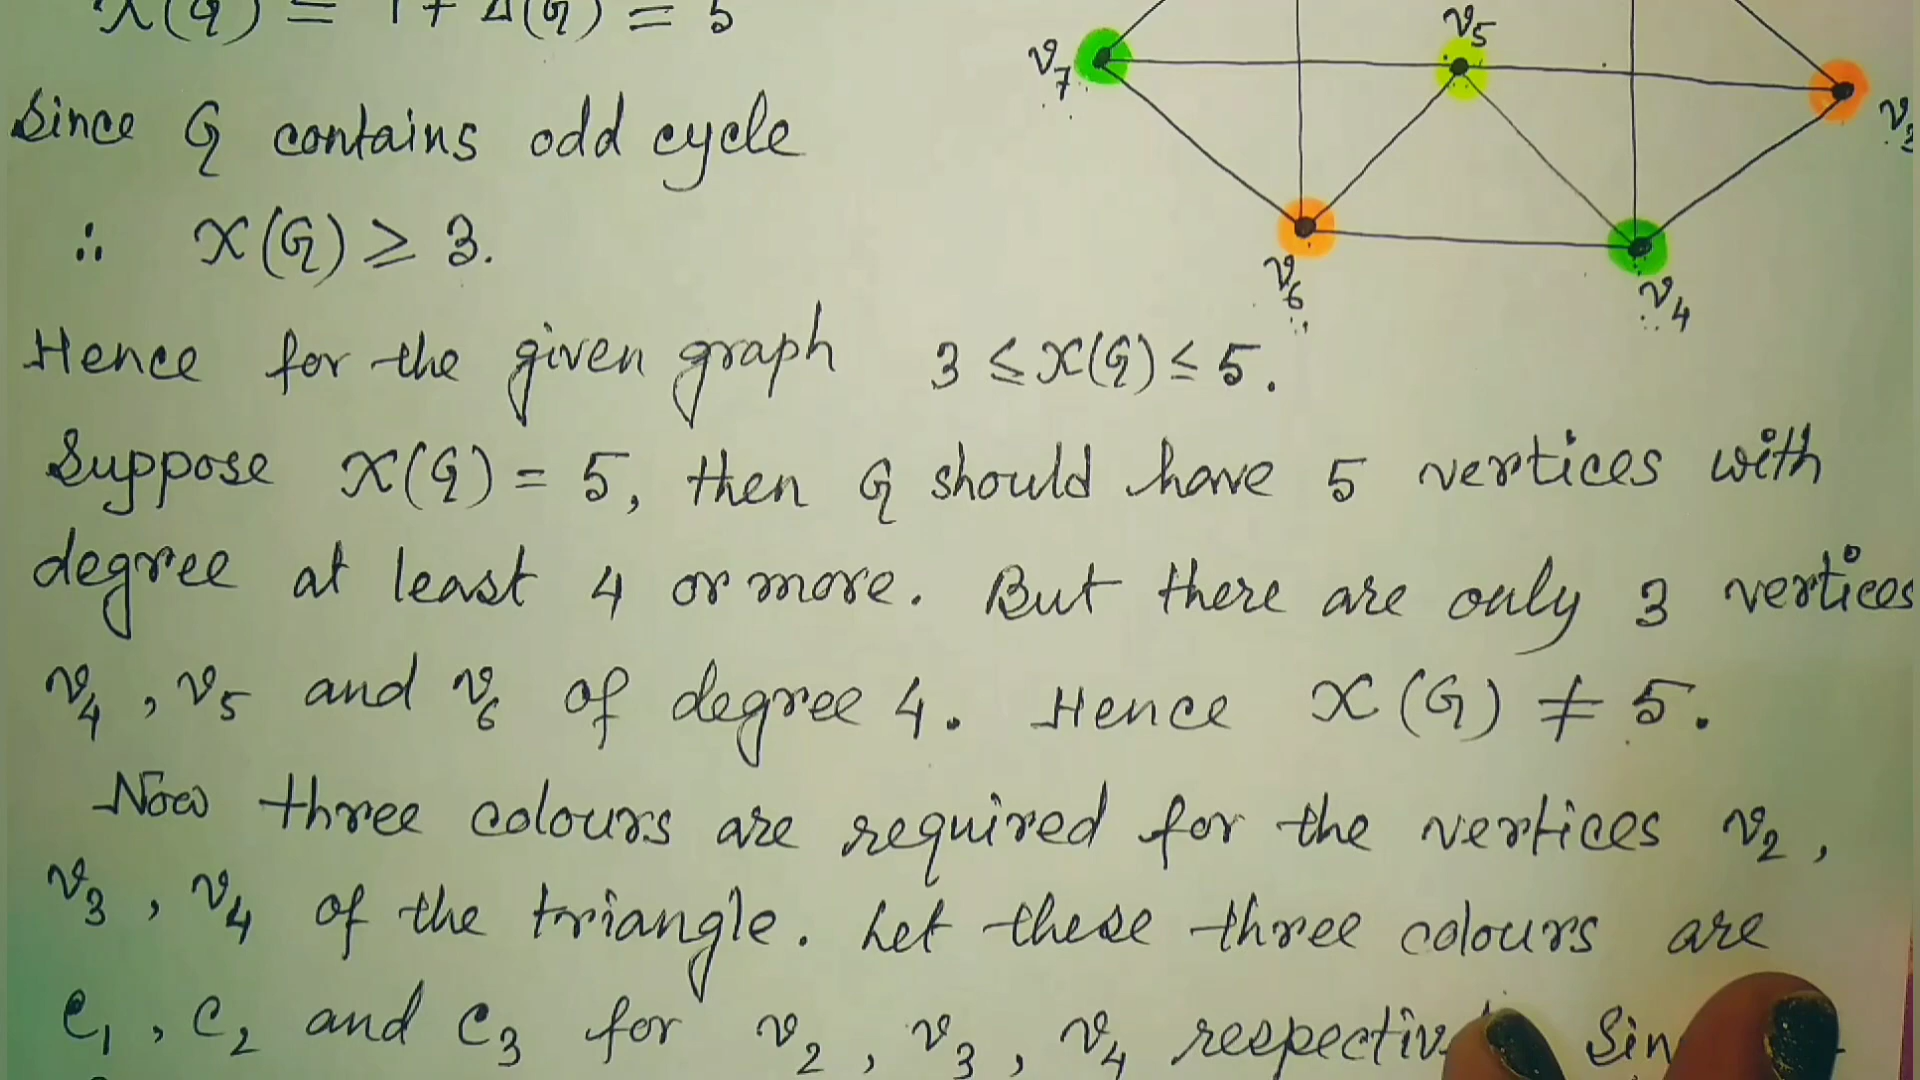 χ(G) = 1 + Δ(G) = 5
v5
v7
v3
Since G contains odd cycle
∴ χ(G) ≥ 3.
v6
v4
Hence for the given graph 3 ≤ χ(G) ≤ 5.
Suppose χ(G) = 5, then G should have 5 vertices with
degree at least 4 or more. But there are only 3 vertices
v4, v5 and v6 of degree 4. Hence χ(G) ≠ 5.
Now three colours are required for the vertices v2,
v3, v4 of the triangle. Let these three colours are
C1, C2 and C3 for v2, v3, v4